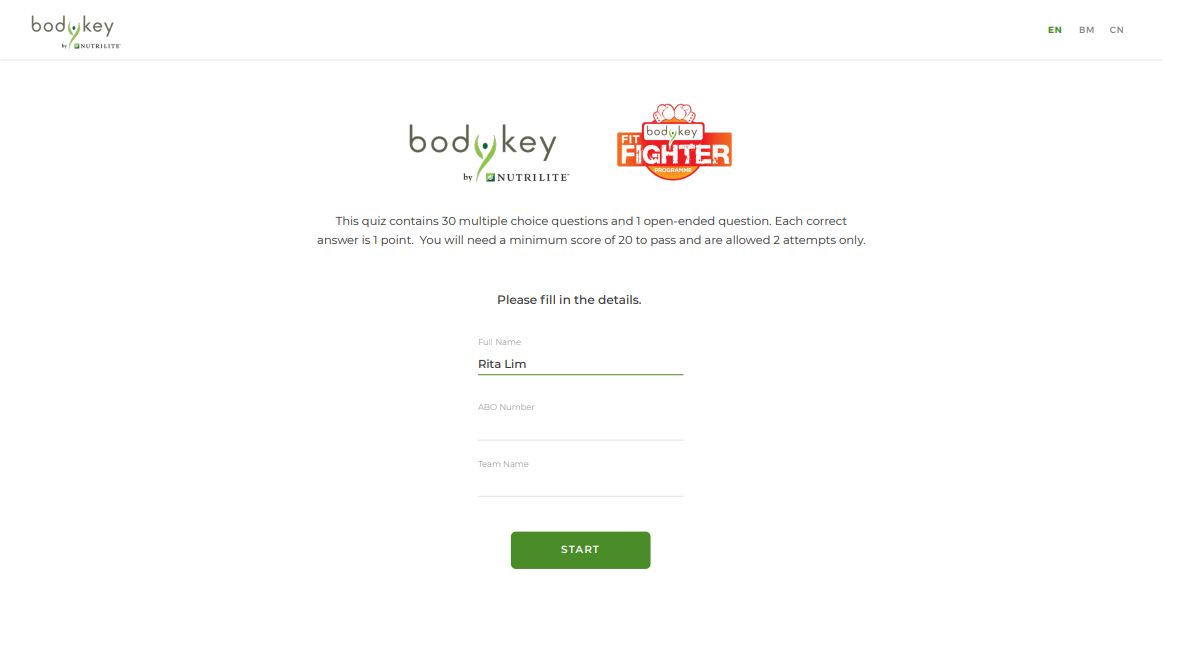 bodykey
by NUTRILITE™
EN BM CN
bodykey
by NUTRILITE™
bodykey
FIT
FIGHTER
PROGRAMME
This quiz contains 30 multiple choice questions and 1 open-ended question. Each correct
answer is 1 point.  You will need a minimum score of 20 to pass and are allowed 2 attempts only.
Please fill in the details.
Full Name
Rita Lim
ABO Number
Team Name
START